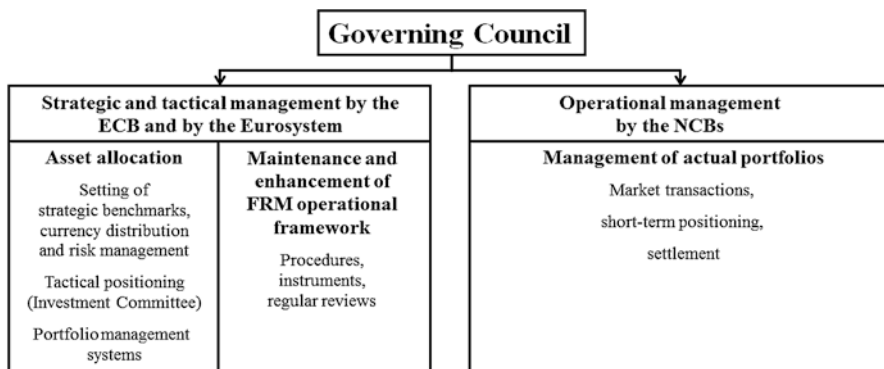 Governing Council
Strategic and tactical management by the
ECB and by the Eurosystem
Asset allocation
Setting of
strategic benchmarks,
currency distribution
and risk management
Tactical positioning
(Investment Committee)
Portfolio management
systems
Maintenance and
enhancement of
FRM operational
framework
Procedures,
instruments,
regular reviews
Operational management
by the NCBs
Management of actual portfolios
Market transactions,
short-term positioning,
settlement